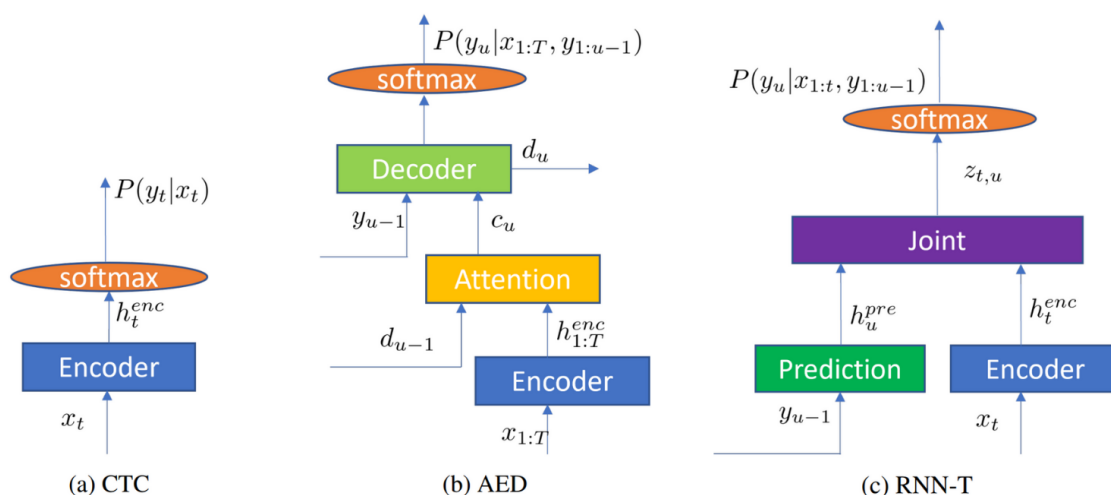 P(y_t|x_t)
softmax
h_t^{enc}
Encoder
x_t
(a) CTC
P(y_u|x_{1:T}, y_{1:u-1})
softmax
Decoder
d_u
y_{u-1}
c_u
Attention
d_{u-1}
h_{1:T}^{enc}
Encoder
x_{1:T}
(b) AED
P(y_u|x_{1:t}, y_{1:u-1})
softmax
z_{t,u}
Joint
h_u^{pre}
h_t^{enc}
Prediction
Encoder
y_{u-1}
x_t
(c) RNN-T